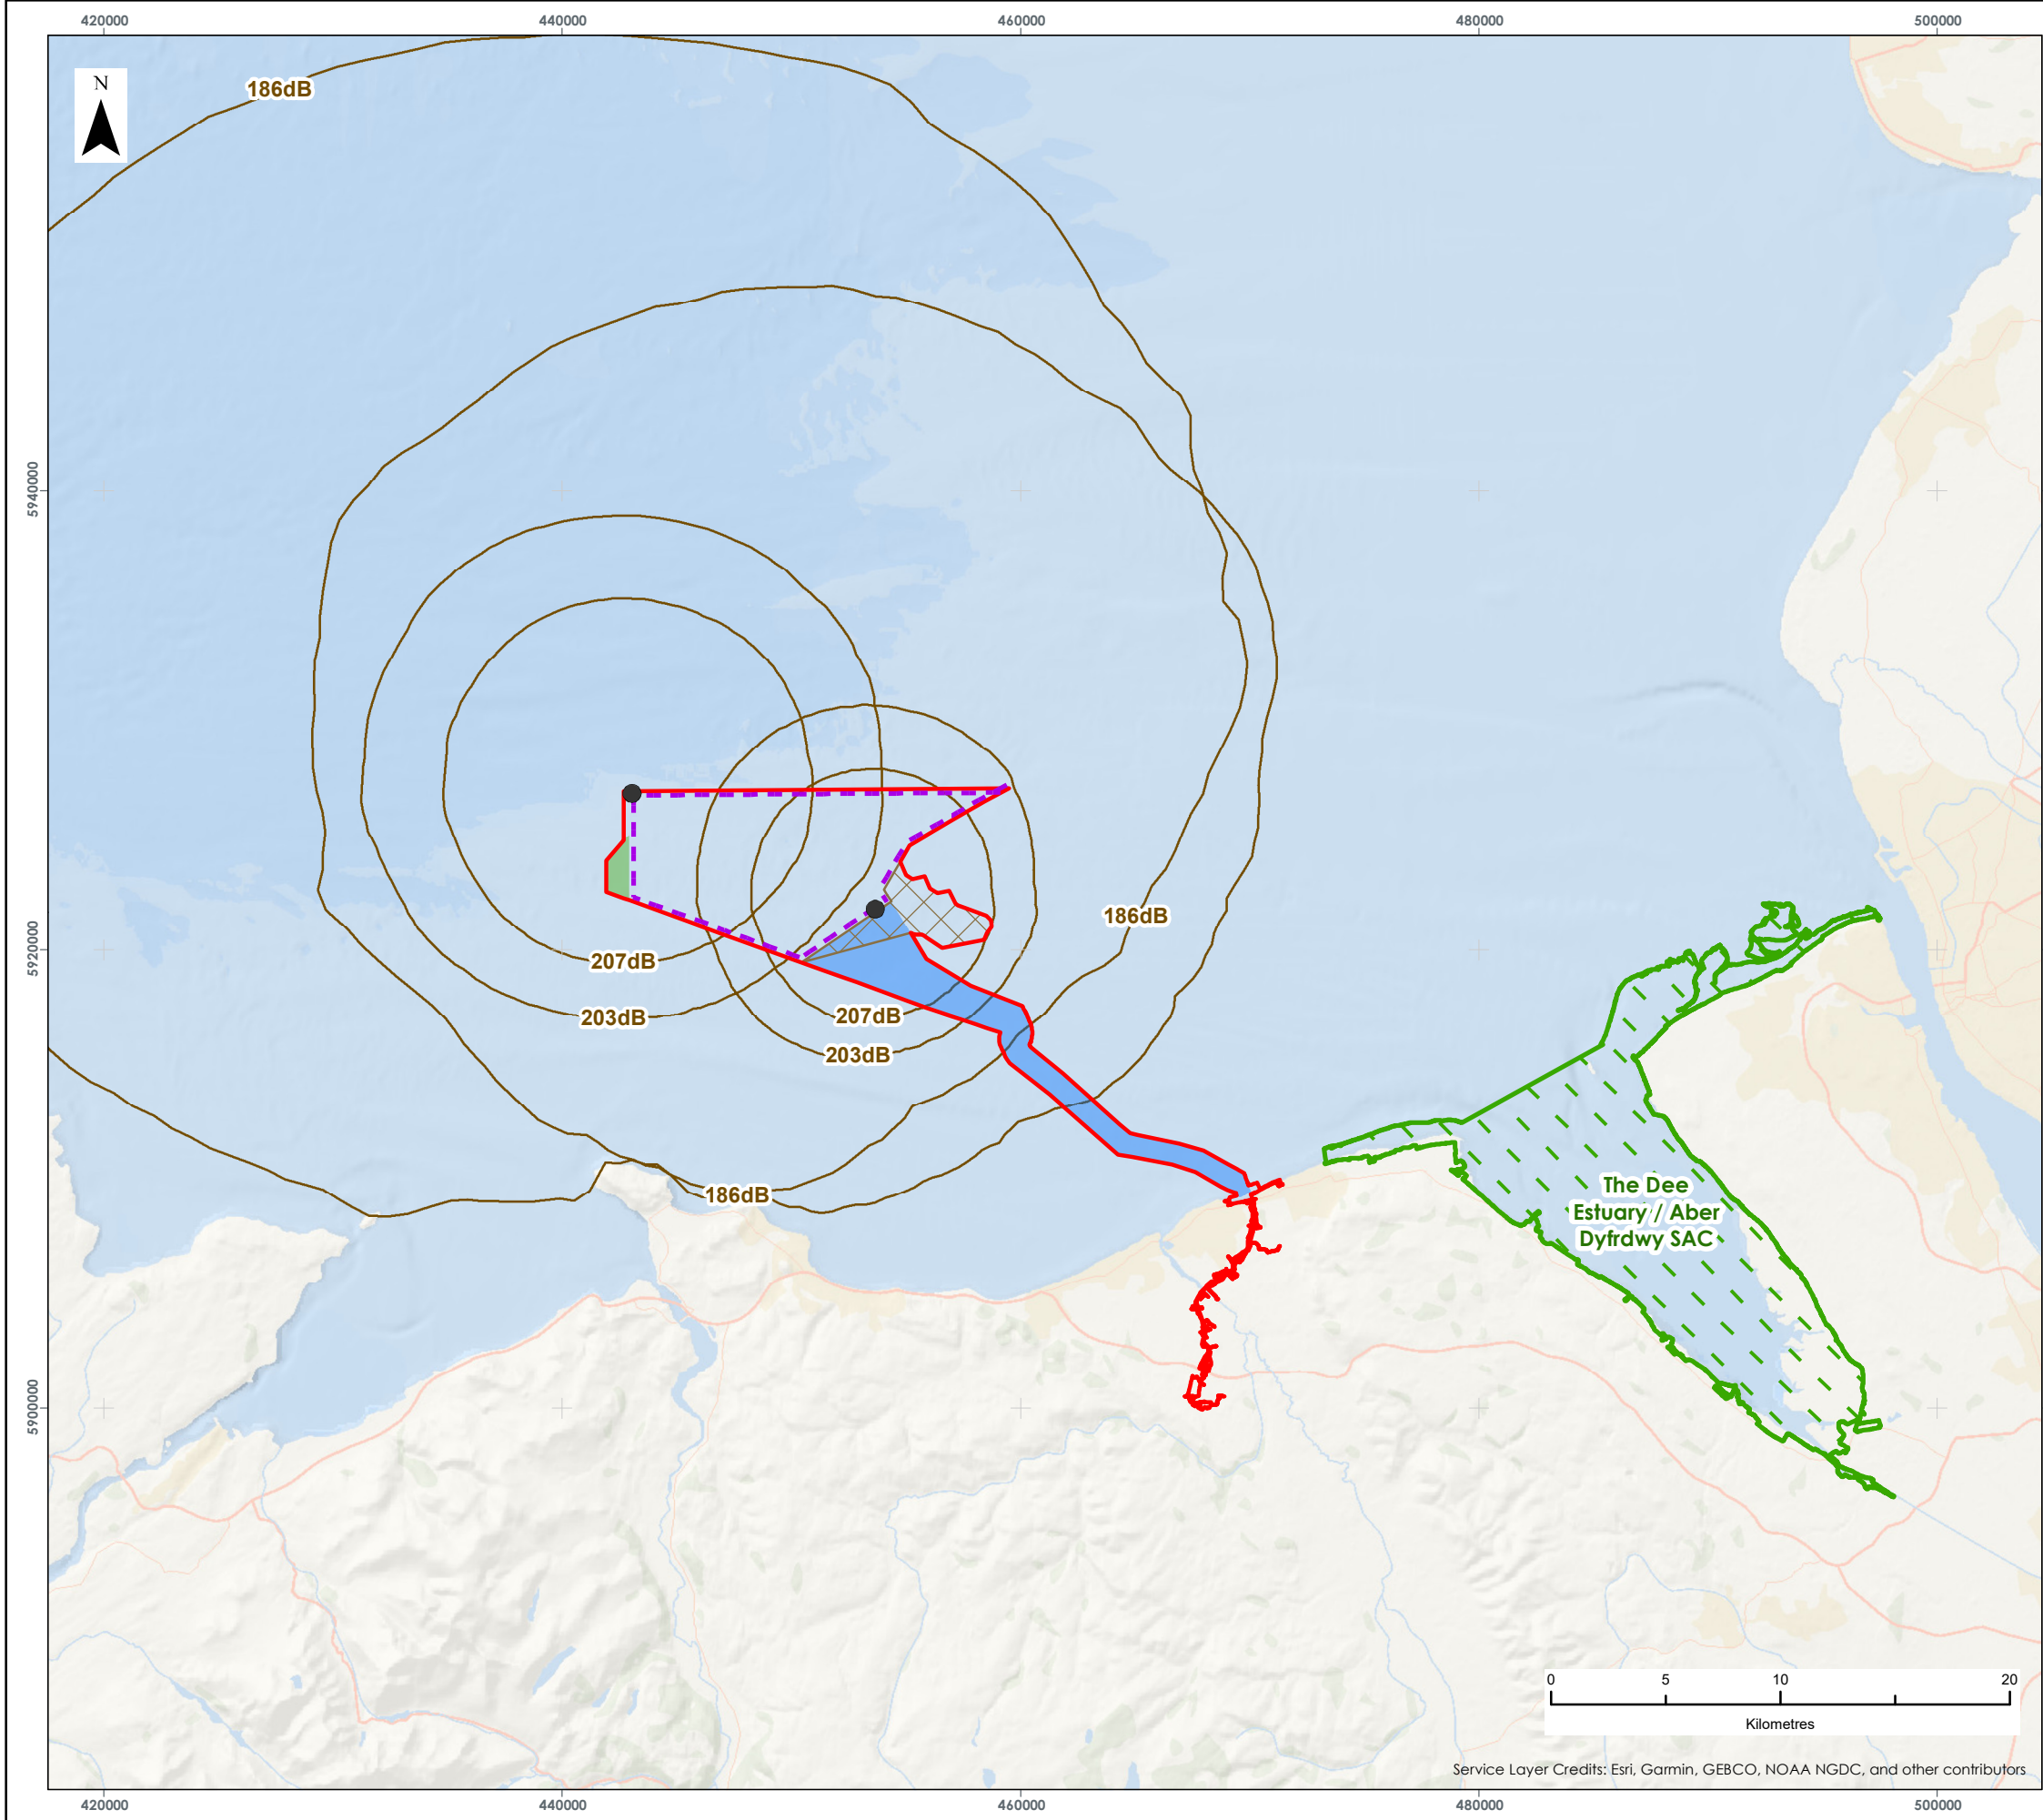 420000
440000
460000
480000
500000
N
186dB
5940000
5920000
186dB
207dB
203dB
207dB
203dB
186dB
The Dee
Estuary / Aber
Dyfrdwy SAC
5900000
0 5 10 20
Kilometres
Service Layer Credits: Esri, Garmin, GEBCO, NOAA NGDC, and other contributors
420000
440000
460000
480000
500000